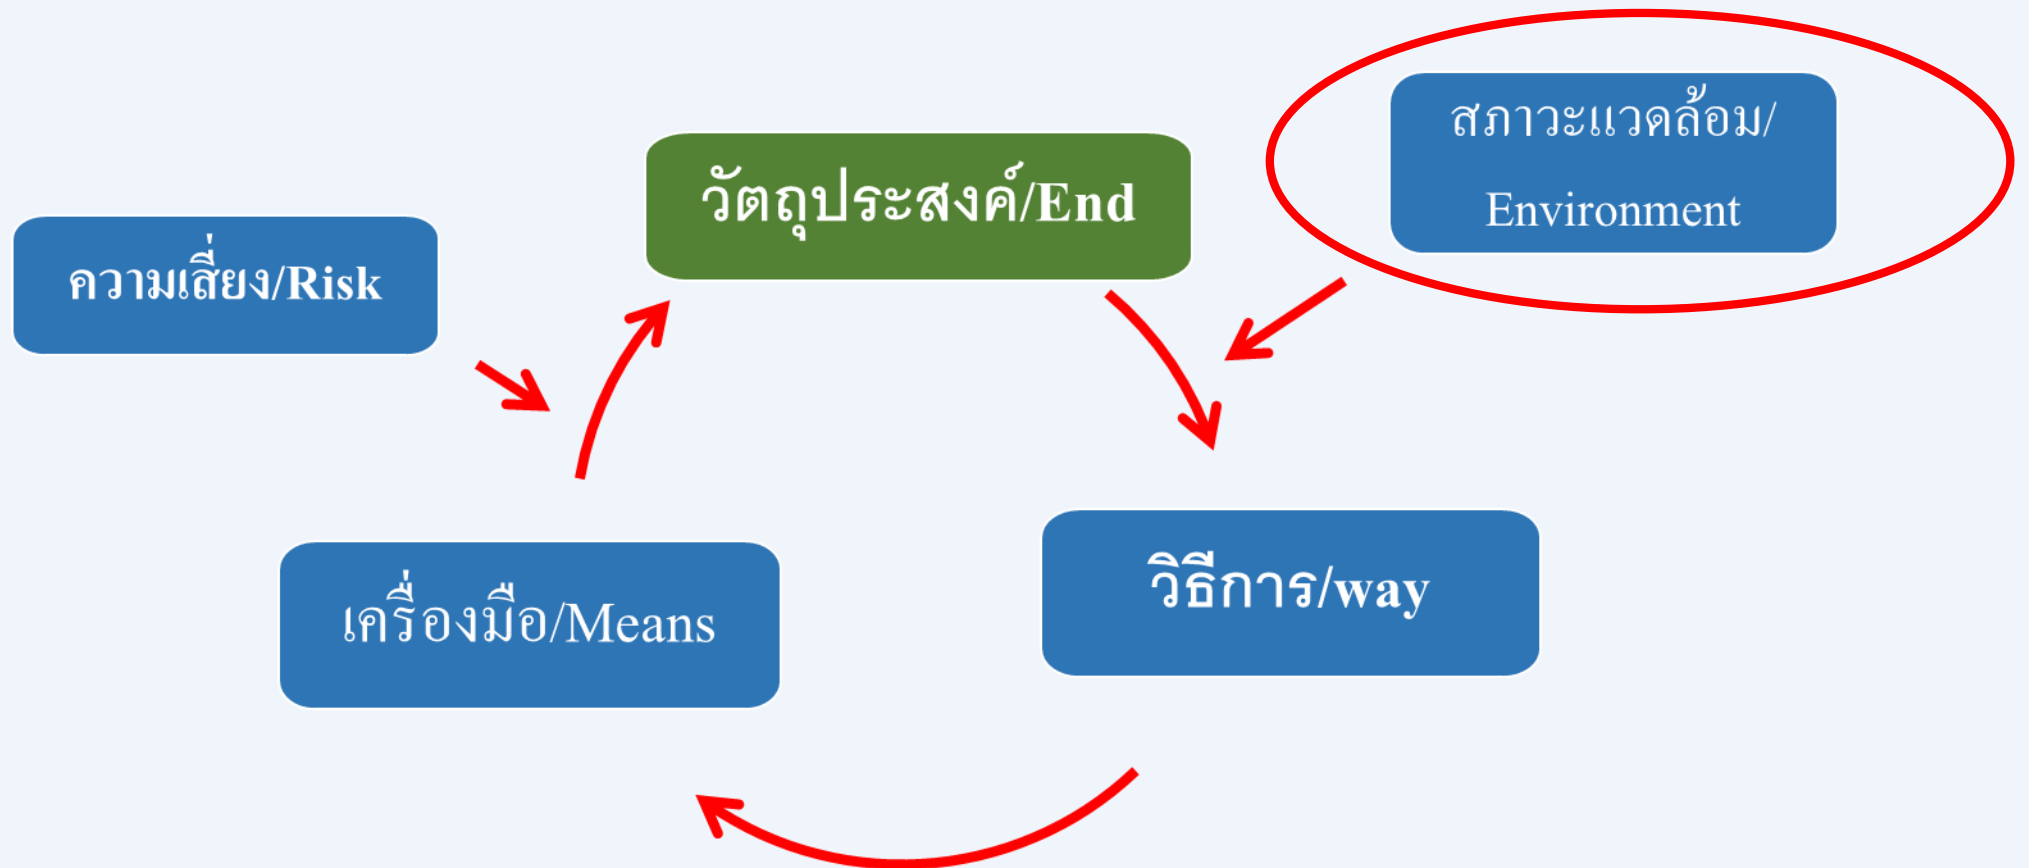 สภาวะแวดล้อม/
Environment
วัตถุประสงค์/End
ความเสี่ยง/Risk
วิธีการ/way
เครื่องมือ/Means